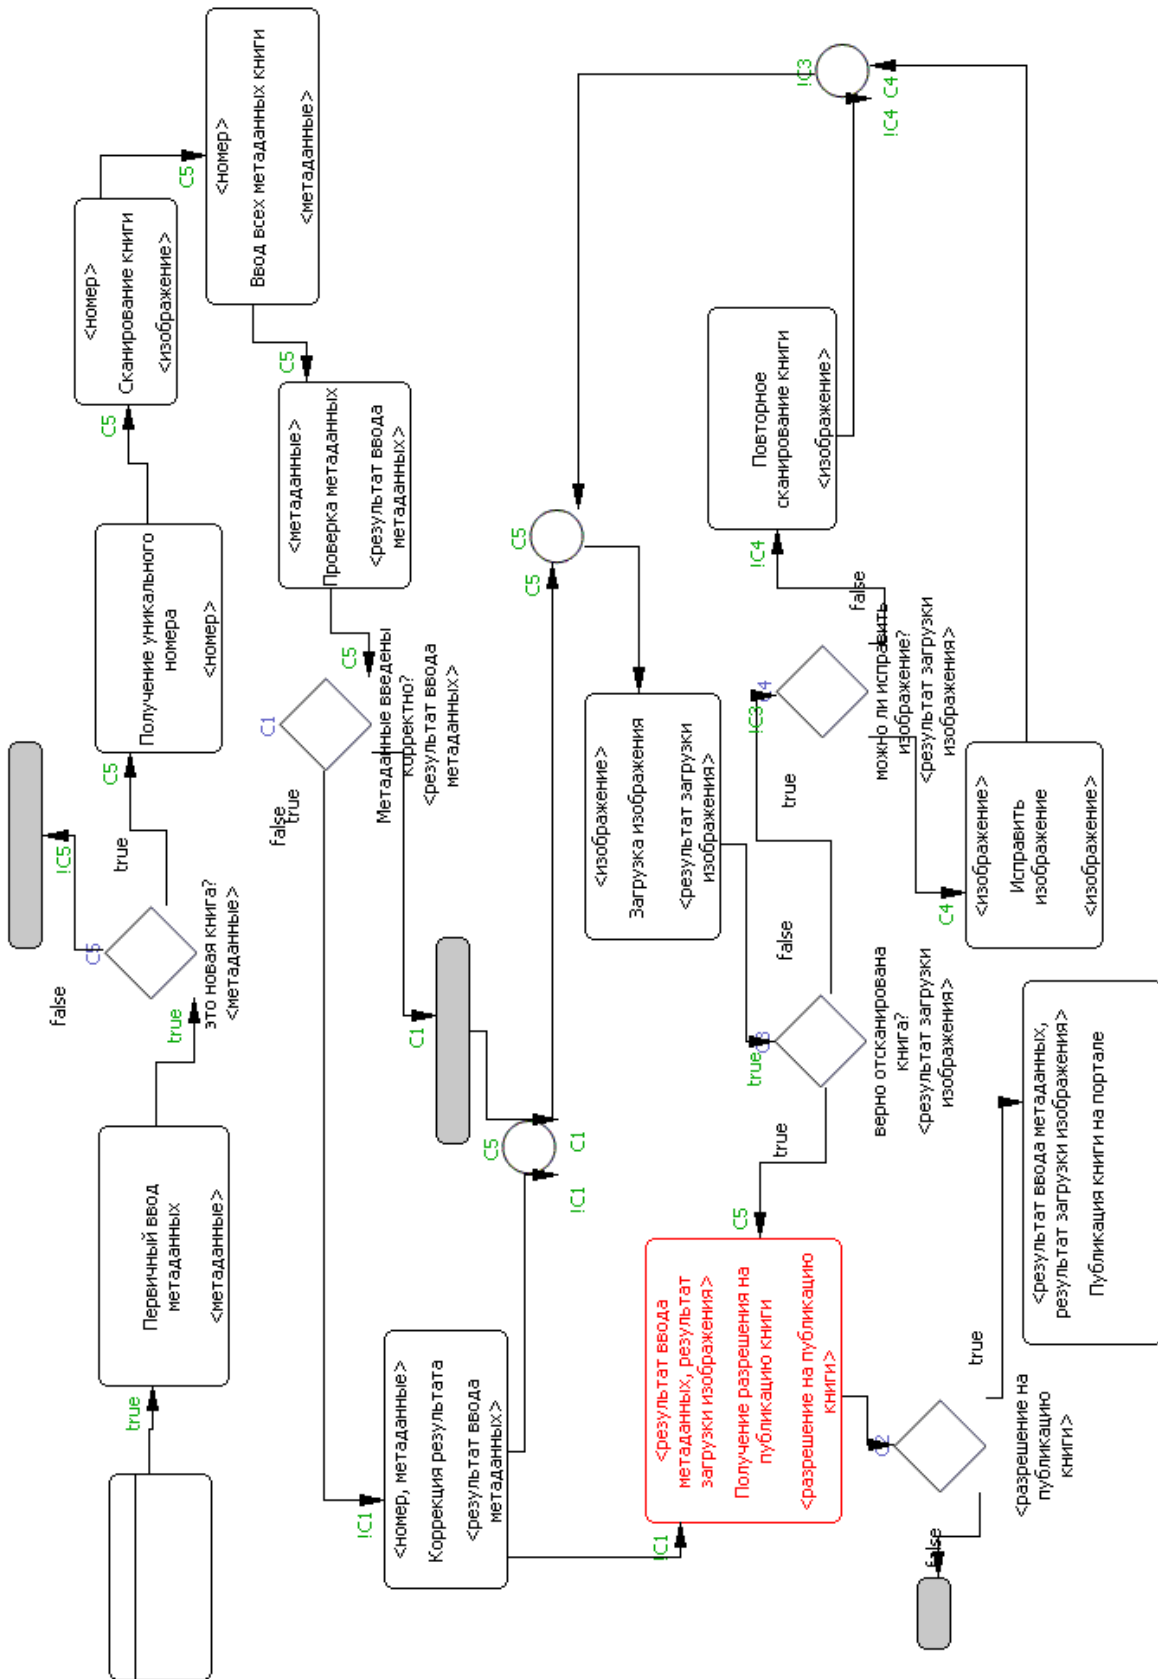 true
Первичный ввод
метаданных
<метаданные>
true
C5
это новая книга?
<метаданные>
false
!C5
true
C5
Получение уникального
номера
<номер>
C5
<номер>
Сканирование книги
<изображение>
C5
<номер>
Ввод всех метаданных книги
<метаданные>
C5
<метаданные>
Проверка метаданных
<результат ввода
метаданных>
C5
C1
Метаданные введены
корректно?
<результат ввода
метаданных>
false
true
!C1
<номер, метаданные>
Коррекция результата
<результат ввода
метаданных>
C1
C5
!C1
C1
C5
C5
<изображение>
Загрузка изображения
<результат загрузки
изображения>
true
C3
верно отсканирована
книга?
<результат загрузки
изображения>
false
true
!C3
C4
можно ли исправить
изображение?
<результат загрузки
изображения>
false
!C4
Повторное
сканирование книги
<изображение>
true
C4
<изображение>
Исправить
изображение
<изображение>
!C3
!C4
C4
C5
!C1
<результат ввода
метаданных, результат
загрузки изображения>
Получение разрешения на
публикацию книги
<разрешение на публикацию
книги>
C2
<разрешение на
публикацию
книги>
false
true
<результат ввода метаданных,
результат загрузки изображения>
Публикация книги на портале